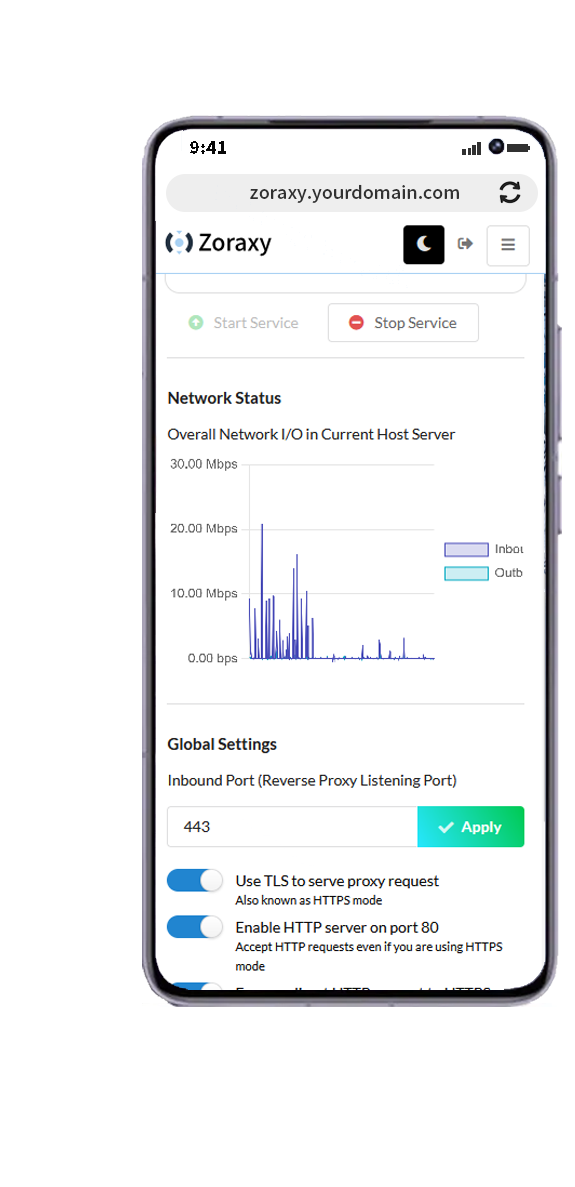 9:41
zoraxy.yourdomain.com
Zoraxy
Start Service
Stop Service
Network Status
Overall Network I/O in Current Host Server
30.00 Mbps
20.00 Mbps
10.00 Mbps
0.00 bps
Inbou
Outb
Global Settings
Inbound Port (Reverse Proxy Listening Port)
443
Apply
Use TLS to serve proxy request
Also known as HTTPS mode
Enable HTTP server on port 80
Accept HTTP requests even if you are using HTTPS
mode